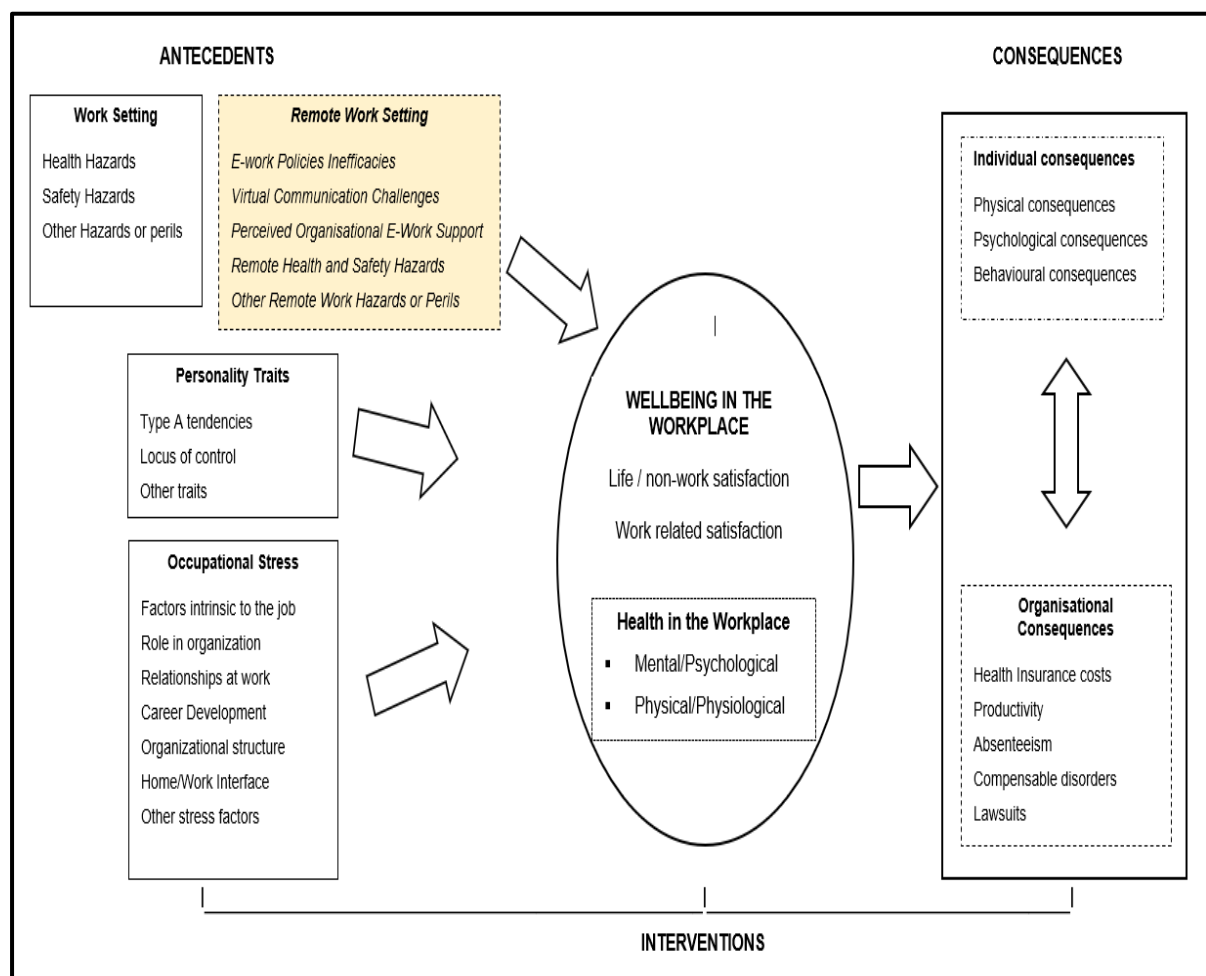 ANTECEDENTS
CONSEQUENCES
Work Setting
Health Hazards
Safety Hazards
Other Hazards or perils
Remote Work Setting
E-work Policies Inefficacies
Virtual Communication Challenges
Perceived Organisational E-Work Support
Remote Health and Safety Hazards
Other Remote Work Hazards or Perils
Personality Traits
Type A tendencies
Locus of control
Other traits
Occupational Stress
Factors intrinsic to the job
Role in organization
Relationships at work
Career Development
Organizational structure
Home/Work Interface
Other stress factors
WELLBEING IN THE
WORKPLACE
Life / non-work satisfaction
Work related satisfaction
Health in the Workplace
▪ Mental/Psychological
▪ Physical/Physiological
Individual consequences
Physical consequences
Psychological consequences
Behavioural consequences
Organisational
Consequences
Health Insurance costs
Productivity
Absenteeism
Compensable disorders
Lawsuits
INTERVENTIONS